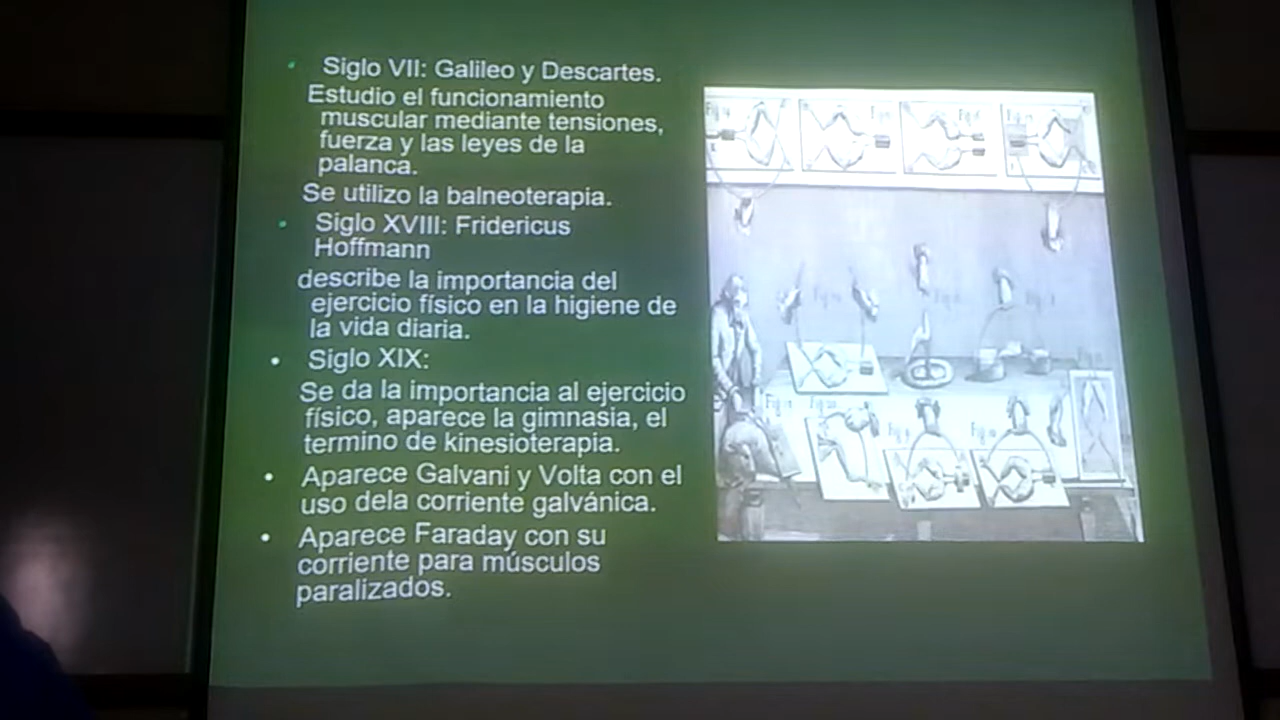 Siglo VII: Galileo y Descartes.
Estudio el funcionamiento
muscular mediante tensiones,
fuerza y las leyes de la
palanca.
Se utilizo la balneoterapia.
Siglo XVIII: Fridericus
Hoffmann
describe la importancia del
ejercicio físico en la higiene de
la vida diaria.
Siglo XIX:
Se da la importancia al ejercicio
físico, aparece la gimnasia, el
termino de kinesioterapia.
Aparece Galvani y Volta con el
uso dela corriente galvánica.
Aparece Faraday con su
corriente para músculos
paralizados.